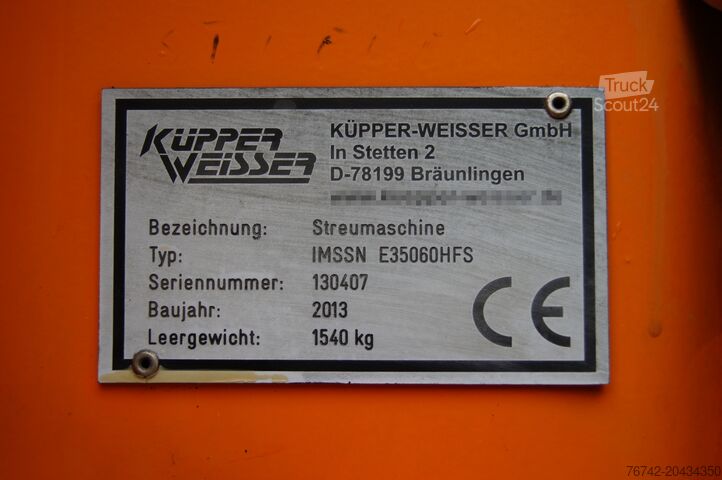 Truck
Scout24
KÜPPER
WEISSER
KÜPPER-WEISSER GmbH
In Stetten 2
D-78199 Bräunlingen
Bezeichnung: Streumaschine
Typ: IMSSN E35060HFS
Seriennummer: 130407
Baujahr: 2013
Leergewicht: 1540 kg
CE
76742-20434350